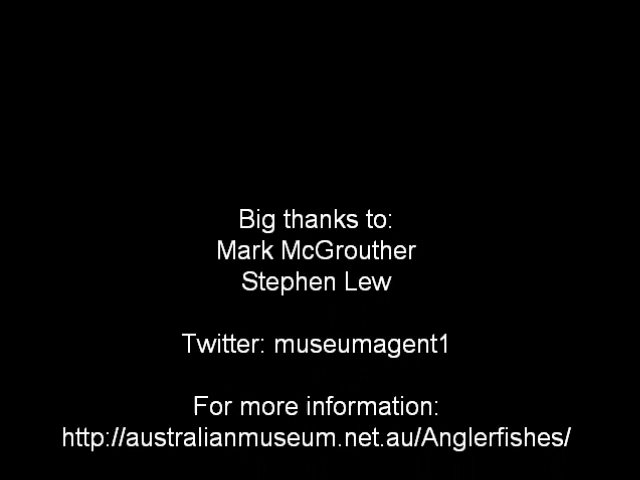 Big thanks to:
Mark McGrouther
Stephen Lew
Twitter: museumagent1
For more information:
http://australianmuseum.net.au/Anglerfishes/